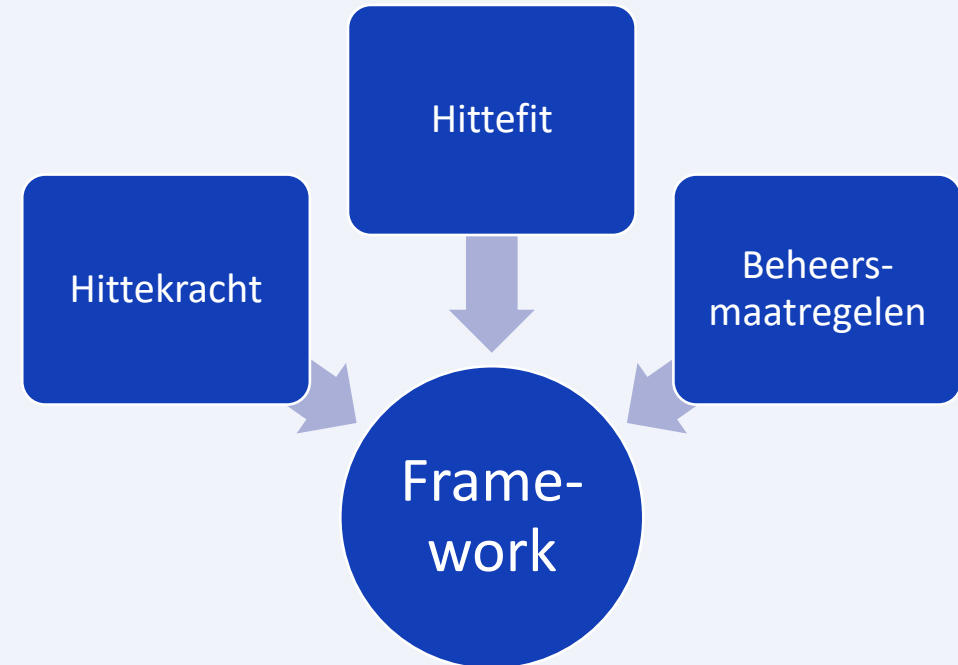 Hittefit
Hittekracht
Beheers-
maatregelen
Frame-
work